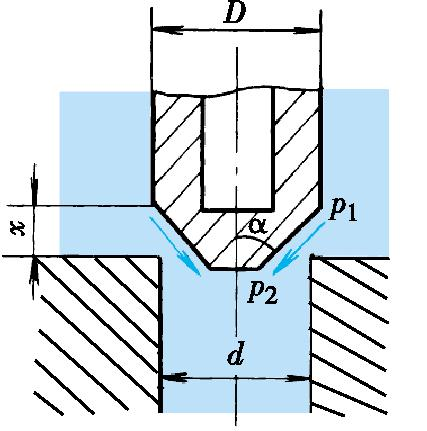 D
x
α
p₁
p₂
d